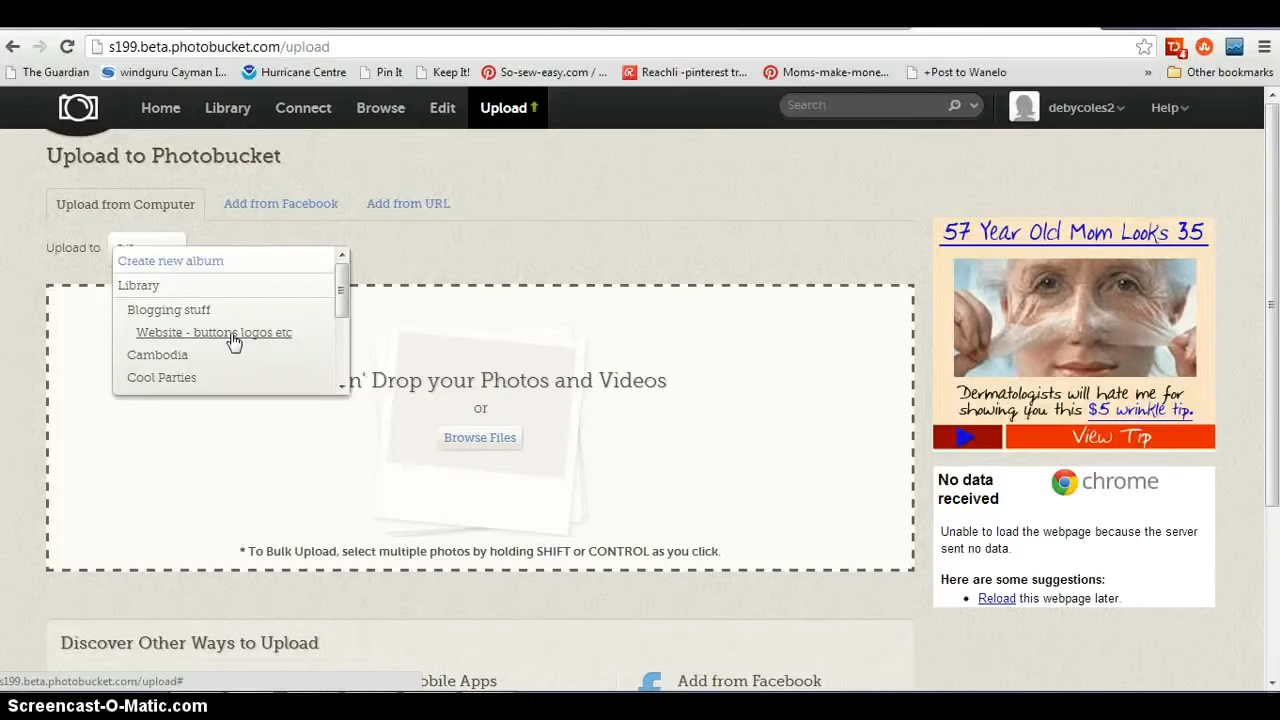 s199.beta.photobucket.com/upload
The Guardian
windguru Cayman I...
Hurricane Centre
Pin It
Keep It!
So-sew-easy.com / ...
Reachli -pinterest tr...
Moms-make-mone...
+Post to Wanelo
»
Other bookmarks
Home
Library
Connect
Browse
Edit
Upload
Search
debycoles2
Help
Upload to Photobucket
Upload from Computer
Add from Facebook
Add from URL
Upload to
Create new album
Library
Blogging stuff
Website - buttons logos etc
Cambodia
Cool Parties
n' Drop your Photos and Videos
or
Browse Files
* To Bulk Upload, select multiple photos by holding SHIFT or CONTROL as you click.
57 Year Old Mom Looks 35
Dermatologists will hate me for
showing you this $5 wrinkle tip.
View Tip
No data
received
chrome
Unable to load the webpage because the server
sent no data.
Here are some suggestions:
• Reload this webpage later.
Discover Other Ways to Upload
obile Apps
Add from Facebook
s199.beta.photobucket.com/upload#
Screencast-O-Matic.com